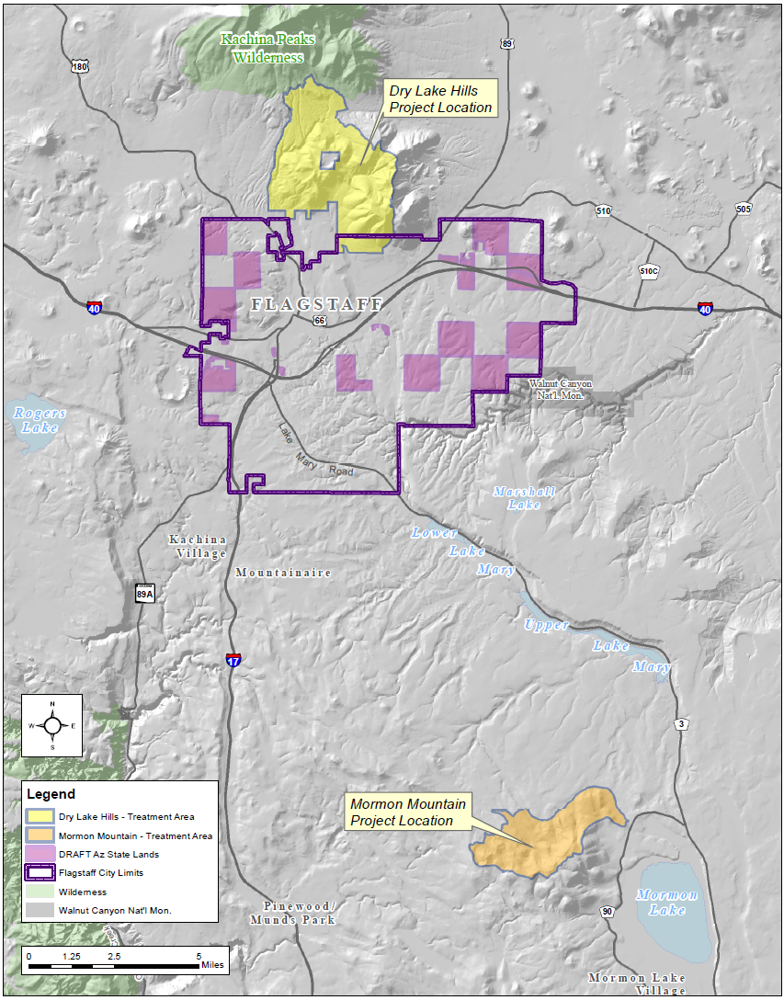 Kachina Peaks
Wilderness
89
180
Dry Lake Hills
Project Location
510
505
510C
FLAGSTAFF
40
66
40
Walnut Canyon
Nat'l. Mon.
Rogers
Lake
Lake
Mary
Road
Marshall
Lake
Lower
Lake
Mary
Kachina
Village
Mountainaire
ARIZONA
89A
Upper
Lake
Mary
17
N
W
E
S
3
Legend
Dry Lake Hills - Treatment Area
Mormon Mountain - Treatment Area
DRAFT Az State Lands
Flagstaff City Limits
Wilderness
Walnut Canyon Nat'l Mon.
Mormon Mountain
Project Location
Mormon
Lake
Pinewood/
Munds Park
90
0 1.25 2.5 5
Miles
Mormon Lake
Village